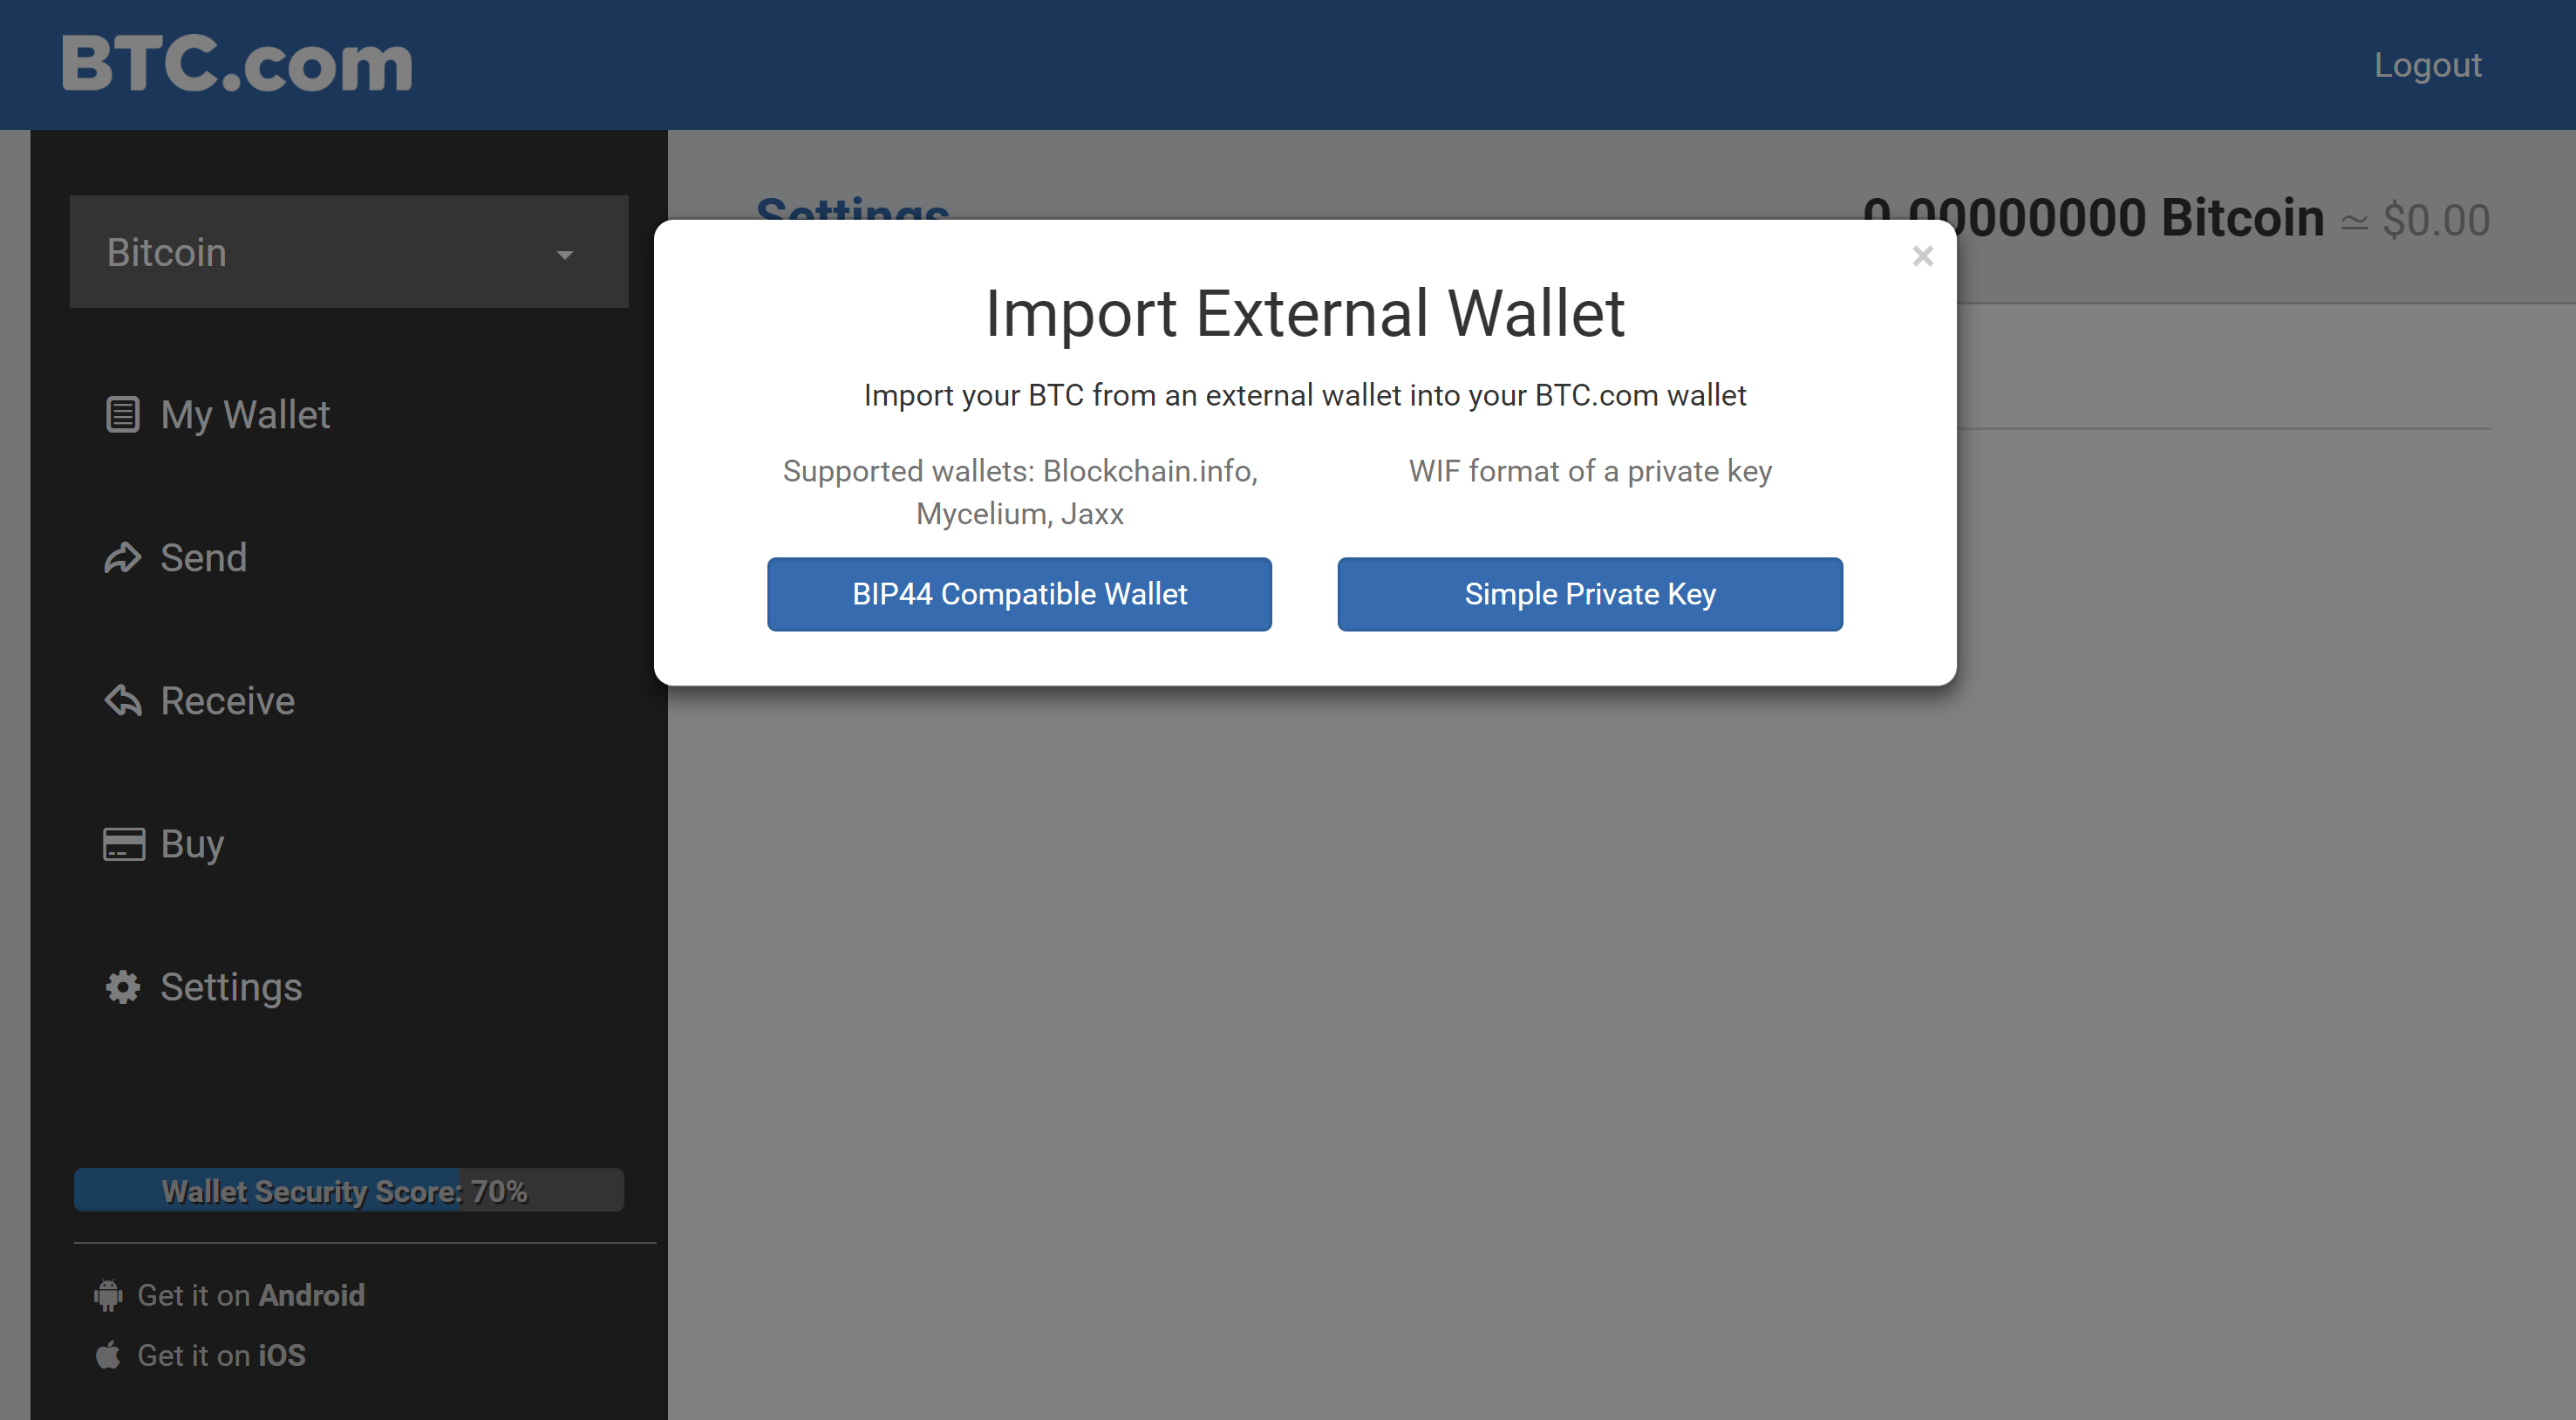 BTC.com
Logout
Bitcoin
My Wallet
Send
Receive
Buy
Settings
Wallet Security Score: 70%
Get it on Android
Get it on iOS
Settings
0.00000000 Bitcoin ≃ $0.00
×
Import External Wallet
Import your BTC from an external wallet into your BTC.com wallet
Supported wallets: Blockchain.info,
Mycelium, Jaxx
BIP44 Compatible Wallet
WIF format of a private key
Simple Private Key